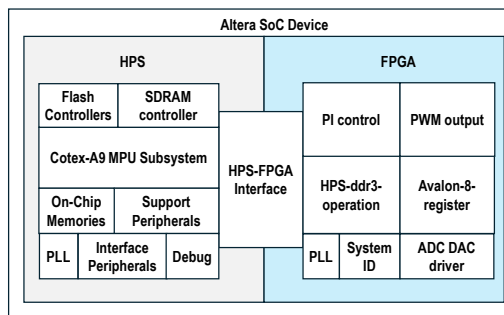 Altera SoC Device
HPS
FPGA
Flash
Controllers
SDRAM
controller
Cotex-A9 MPU Subsystem
On-Chip
Memories
Support
Peripherals
PLL
Interface
Peripherals
Debug
HPS-FPGA
Interface
PI control
PWM output
HPS-ddr3-
operation
Avalon-8-
register
PLL
System
ID
ADC DAC
driver